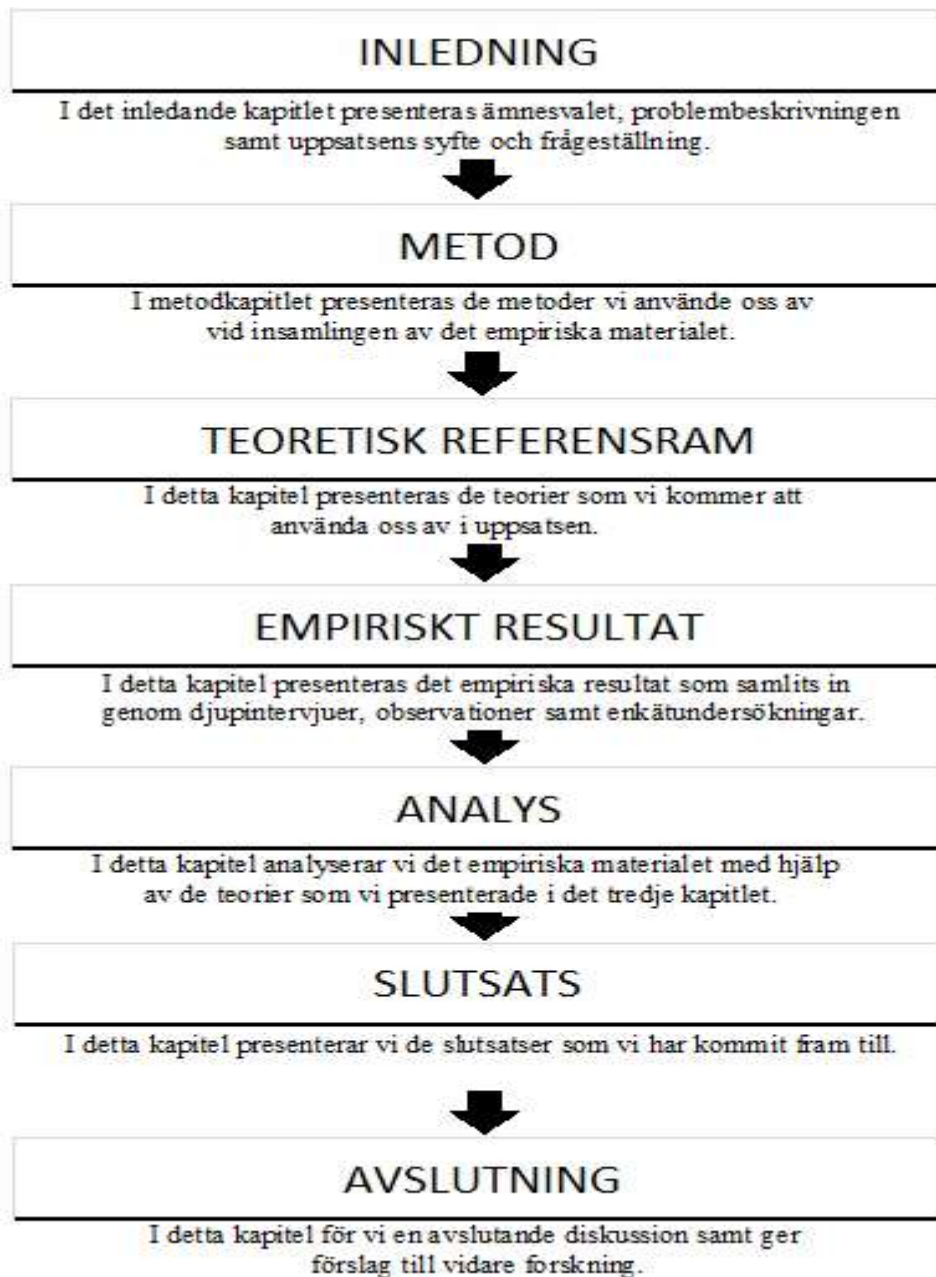 INLEDNING
I det inledande kapitlet presenteras ämnesvalet, problembeskrivningen
samt uppsatsens syfte och frågeställning.
METOD
I metodkapitlet presenteras de metoder vi använde oss av
vid insamlingen av det empiriska materialet.
TEORETISK REFERENSRAM
I detta kapitel presenteras de teorier som vi kommer att
använda oss av i uppsatsen.
EMPIRISKT RESULTAT
I detta kapitel presenteras det empiriska resultat som samlits in
genom djupintervjuer, observationer samt enkätundersökningar.
ANALYS
I detta kapitel analyserar vi det empiriska materialet med hjälp
av de teorier som vi presenterade i det tredje kapitlet.
SLUTSATS
I detta kapitel presenterar vi de slutsatser som vi har kommit fram till.
AVSLUTNING
I detta kapitel för vi en avslutande diskussion samt ger
förslag till vidare forskning.